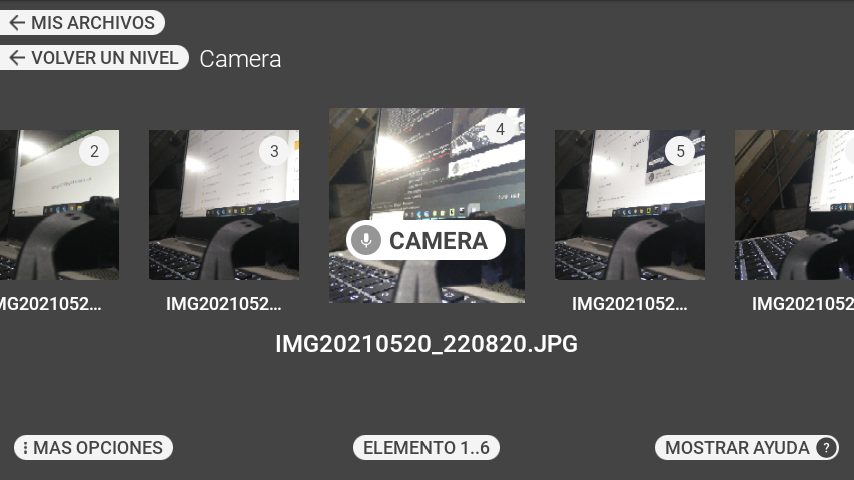 MIS ARCHIVOS
VOLVER UN NIVEL Camera
2
3
4
5
CAMERA
MG2021052...
IMG2021052...
IMG2021052...
IMG2021052
IMG20210520_220820.JPG
MAS OPCIONES
ELEMENTO 1..6
MOSTRAR AYUDA ?